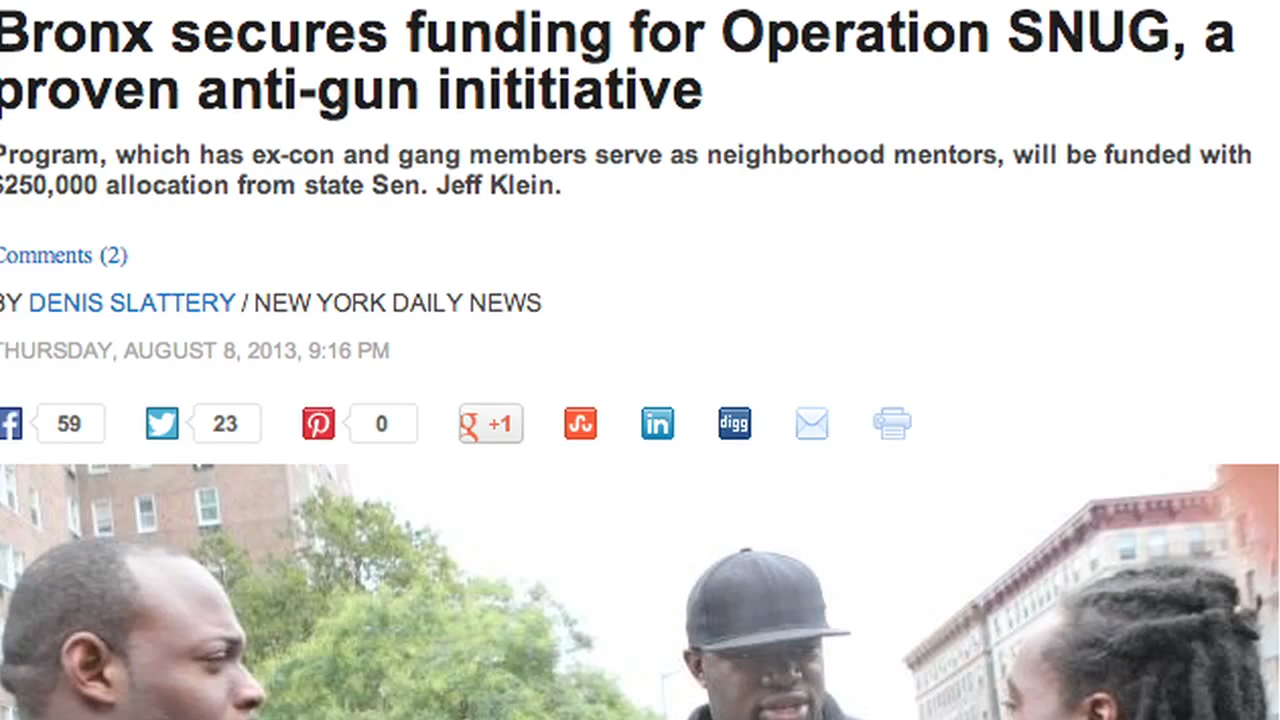 Bronx secures funding for Operation SNUG, a
proven anti-gun inititiative
Program, which has ex-con and gang members serve as neighborhood mentors, will be funded with
$250,000 allocation from state Sen. Jeff Klein.
Comments (2)
BY DENIS SLATTERY / NEW YORK DAILY NEWS
THURSDAY, AUGUST 8, 2013, 9:16 PM
f 59 23 0 g +1 in digg